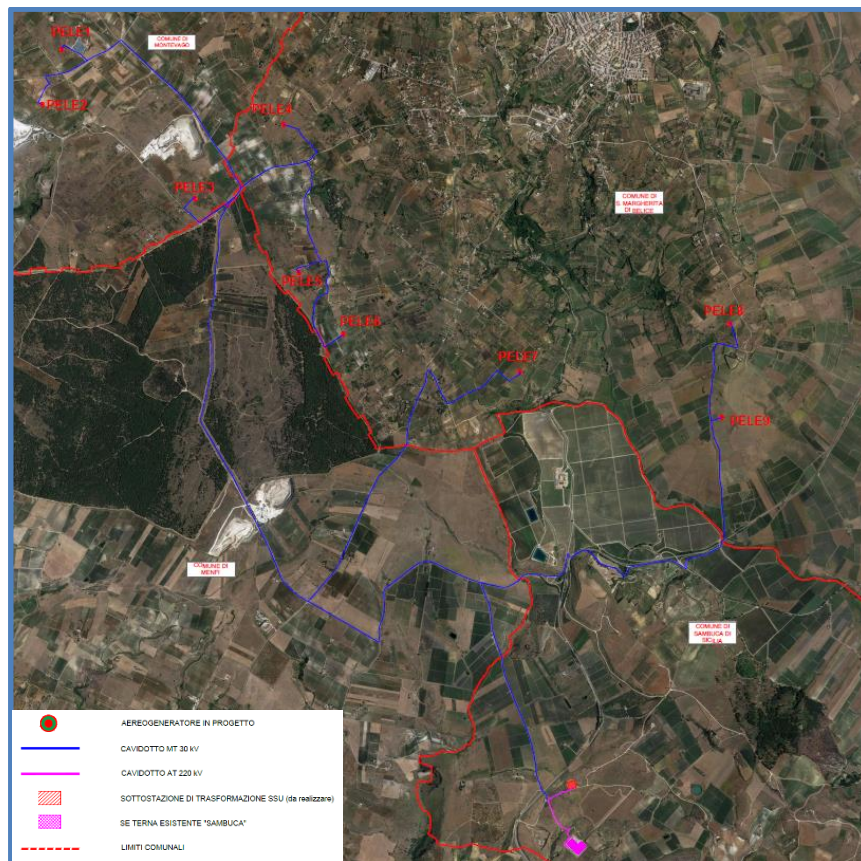 PELE1
COMUNE DI
MONTEVAGO
PELE2
PELE4
PELE3
COMUNE DI
S. MARGHERITA
DI BELICE
PELE5
PELE6
PELE8
PELE7
PELE9
COMUNE DI
MENFI
COMUNE DI
SAMBUCA DI
SICILIA
AEREOGENERATORE IN PROGETTO
CAVIDOTTO MT 30 kV
CAVIDOTTO AT 220 kV
SOTTOSTAZIONE DI TRASFORMAZIONE SSU (da realizzare)
SE TERNA ESISTENTE "SAMBUCA"
LIMITI COMUNALI